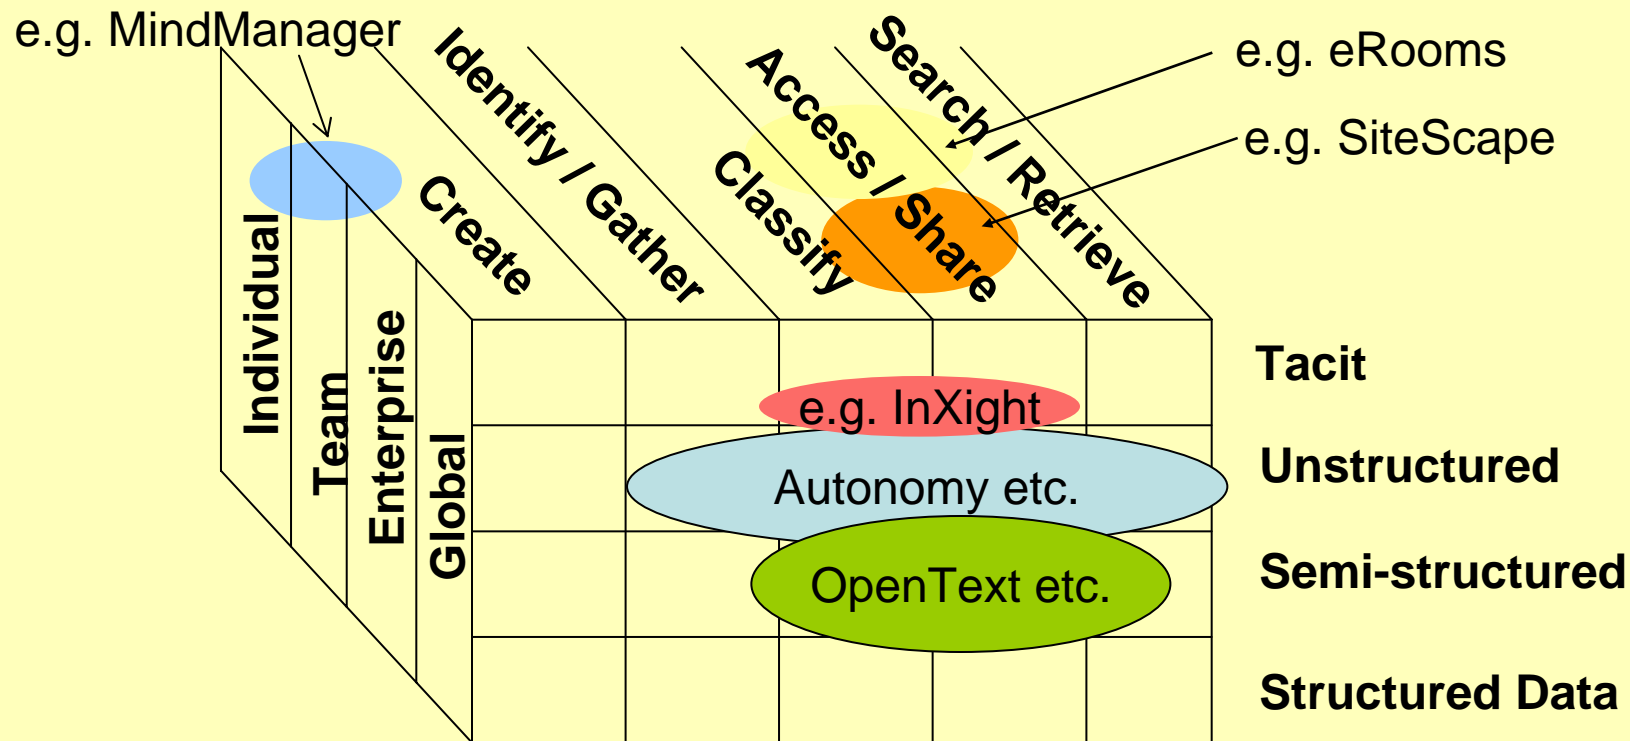 e.g. MindManager
e.g. eRooms
e.g. SiteScape
Create
Identify / Gather
Classify
Access / Share
Search / Retrieve
Individual
Team
Enterprise
Global
Tacit
Unstructured
Semi-structured
Structured Data
e.g. InXight
Autonomy etc.
OpenText etc.